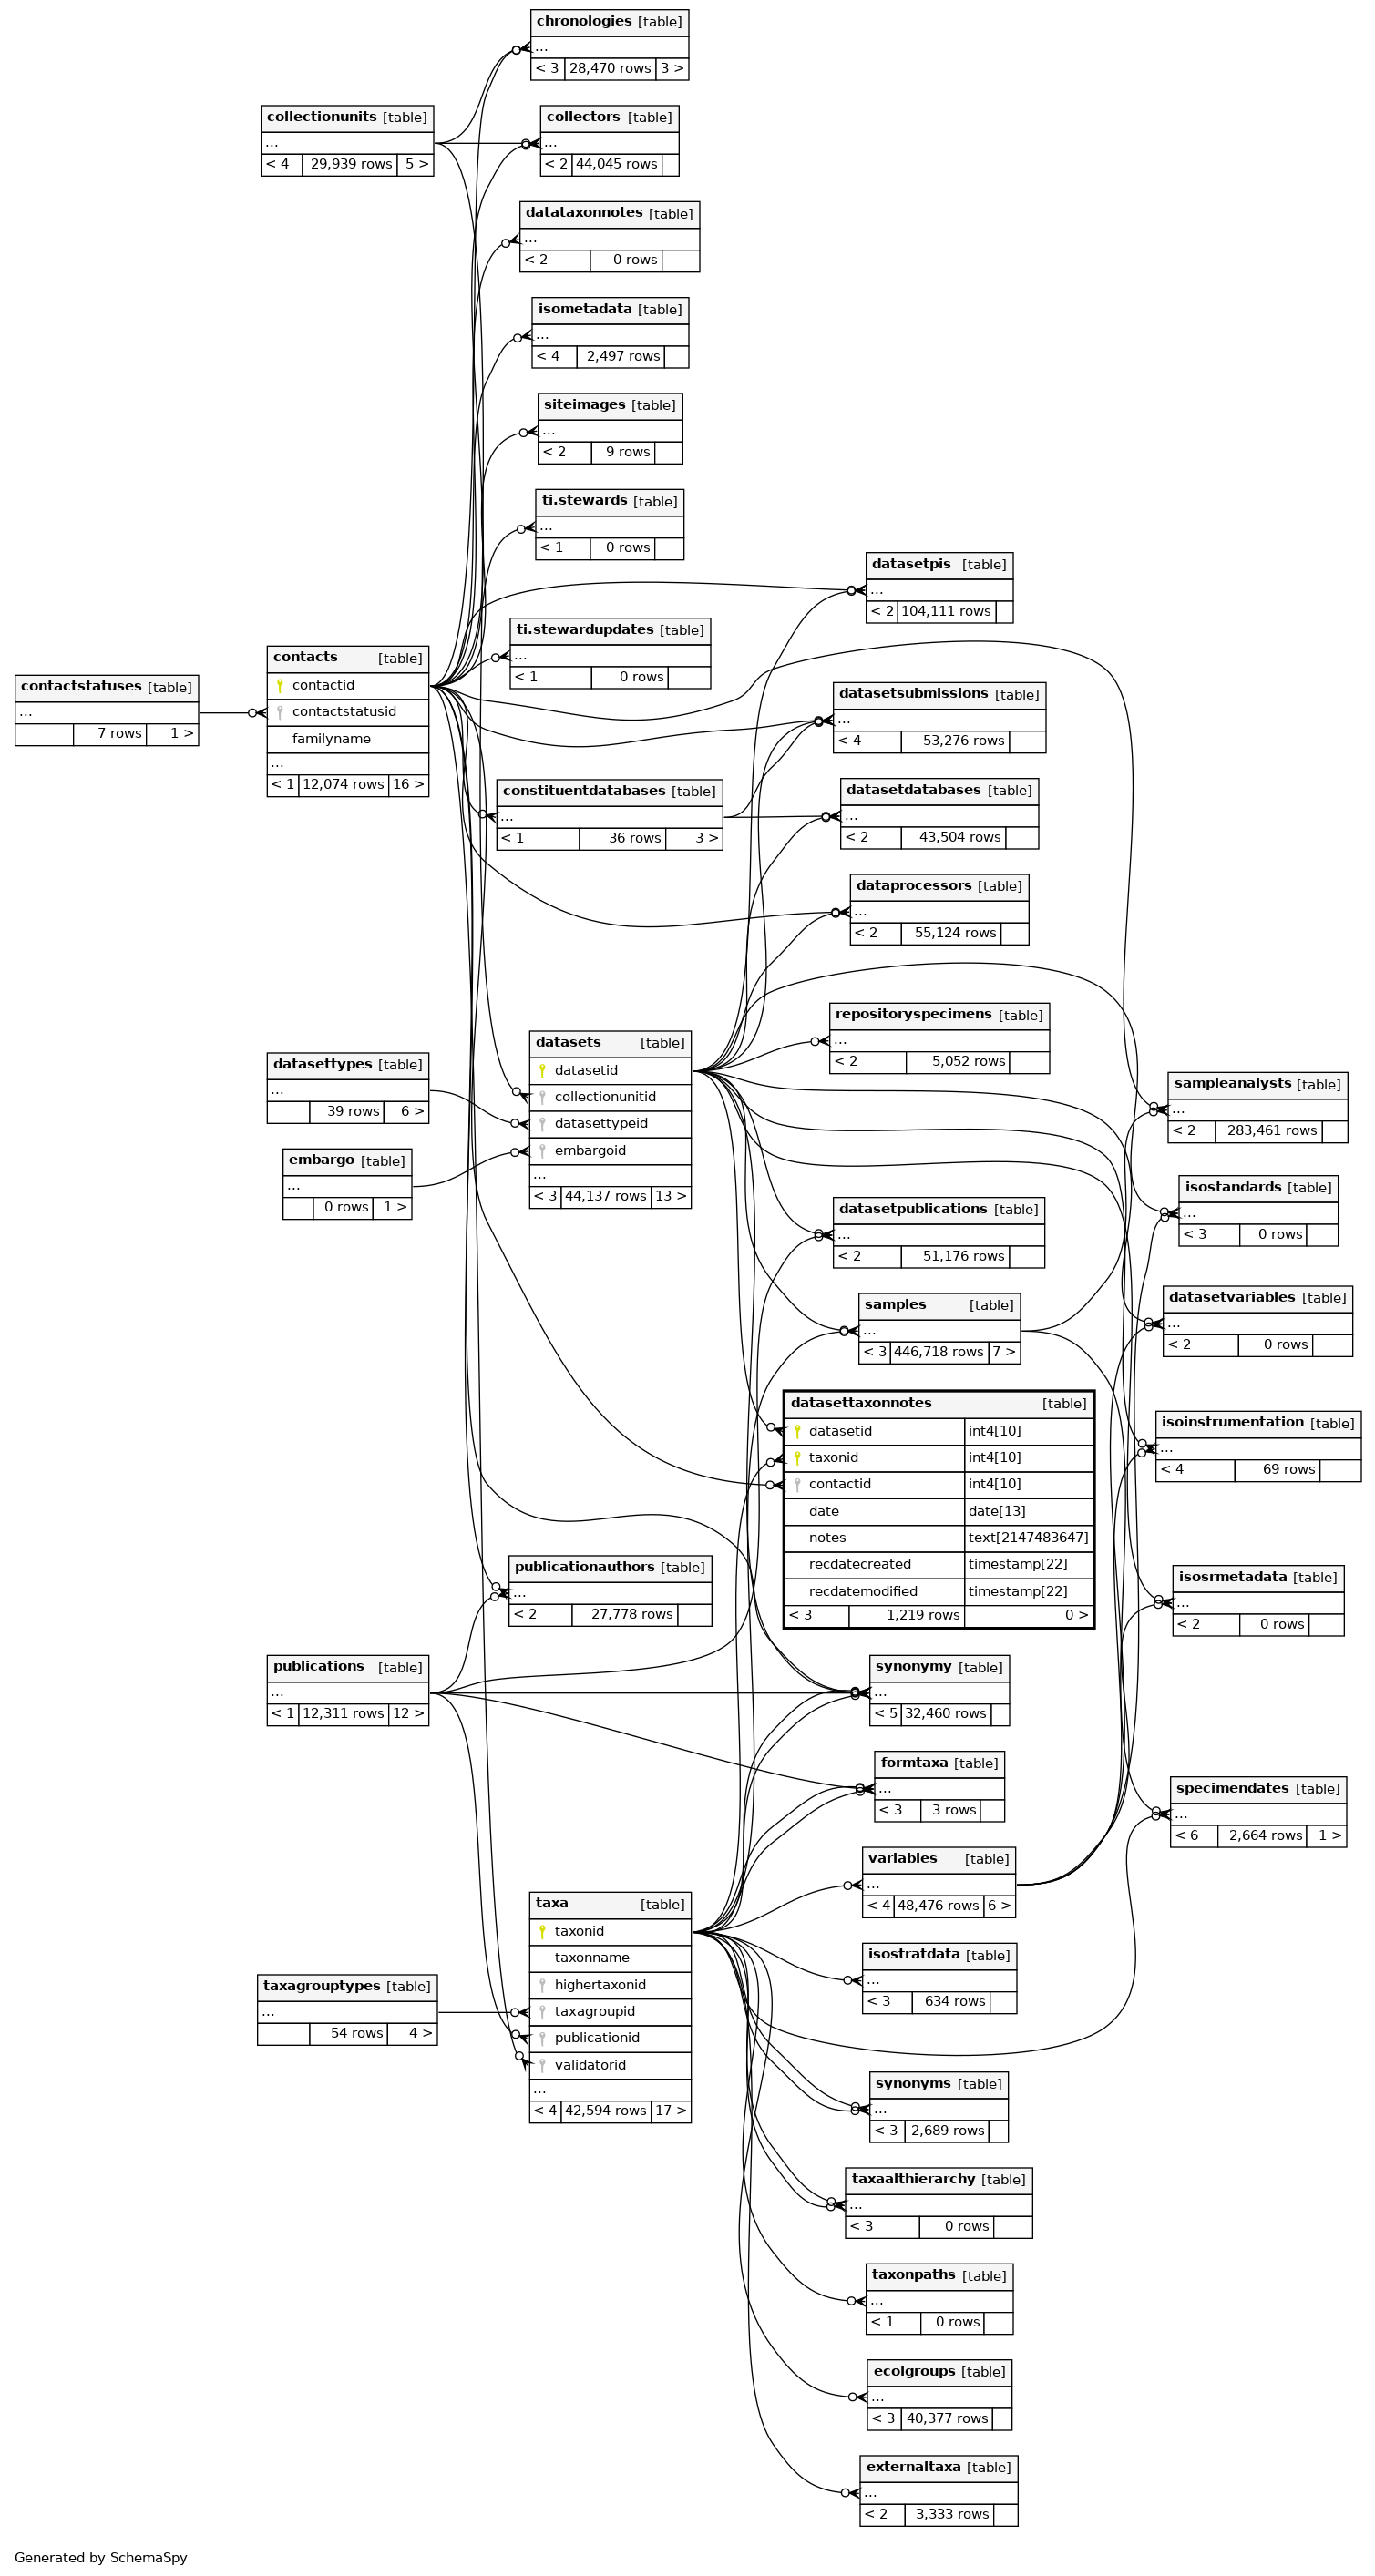 chronologies [table]
...
< 3 28,470 rows 3 >
collectionunits [table]
...
< 4 29,939 rows 5 >
collectors [table]
...
< 2 44,045 rows
datataxonnotes [table]
...
< 2 0 rows
isometadata [table]
...
< 4 2,497 rows
siteimages [table]
...
< 2 9 rows
ti.stewards [table]
...
< 1 0 rows
datasetpis [table]
...
< 2 104,111 rows
ti.stewardupdates [table]
...
< 1 0 rows
contacts [table]
contactid
contactstatusid
familyname
...
< 1 12,074 rows 16 >
contactstatuses [table]
...
7 rows 1 >
datasetsubmissions [table]
...
< 4 53,276 rows
constituentdatabases [table]
...
< 1 36 rows 3 >
datasetdatabases [table]
...
< 2 43,504 rows
dataprocessors [table]
...
< 2 55,124 rows
repositoryspecimens [table]
...
< 2 5,052 rows
datasets [table]
datasetid
collectionunitid
datasettypeid
embargoid
...
< 3 44,137 rows 13 >
datasettypes [table]
...
39 rows 6 >
embargo [table]
...
0 rows 1 >
sampleanalysts [table]
...
< 2 283,461 rows
isostandards [table]
...
< 3 0 rows
datasetpublications [table]
...
< 2 51,176 rows
samples [table]
...
< 3 446,718 rows 7 >
datasetvariables [table]
...
< 2 0 rows
datasettaxonnotes [table]
datasetid int4[10]
taxonid int4[10]
contactid int4[10]
date date[13]
notes text[2147483647]
recdatecreated timestamp[22]
recdatemodified timestamp[22]
< 3 1,219 rows 0 >
isoinstrumentation [table]
...
< 4 69 rows
publicationauthors [table]
...
< 2 27,778 rows
isosrmetadata [table]
...
< 2 0 rows
publications [table]
...
< 1 12,311 rows 12 >
synonymy [table]
...
< 5 32,460 rows
formtaxa [table]
...
< 3 3 rows
specimendates [table]
...
< 6 2,664 rows 1 >
variables [table]
...
< 4 48,476 rows 6 >
taxa [table]
taxonid
taxonname
highertaxonid
taxagroupid
publicationid
validatorid
...
< 4 42,594 rows 17 >
isostratdata [table]
...
< 3 634 rows
taxagrouptypes [table]
...
54 rows 4 >
synonyms [table]
...
< 3 2,689 rows
taxaalthierarchy [table]
...
< 3 0 rows
taxonpaths [table]
...
< 1 0 rows
ecolgroups [table]
...
< 3 40,377 rows
externaltaxa [table]
...
< 2 3,333 rows
Generated by SchemaSpy